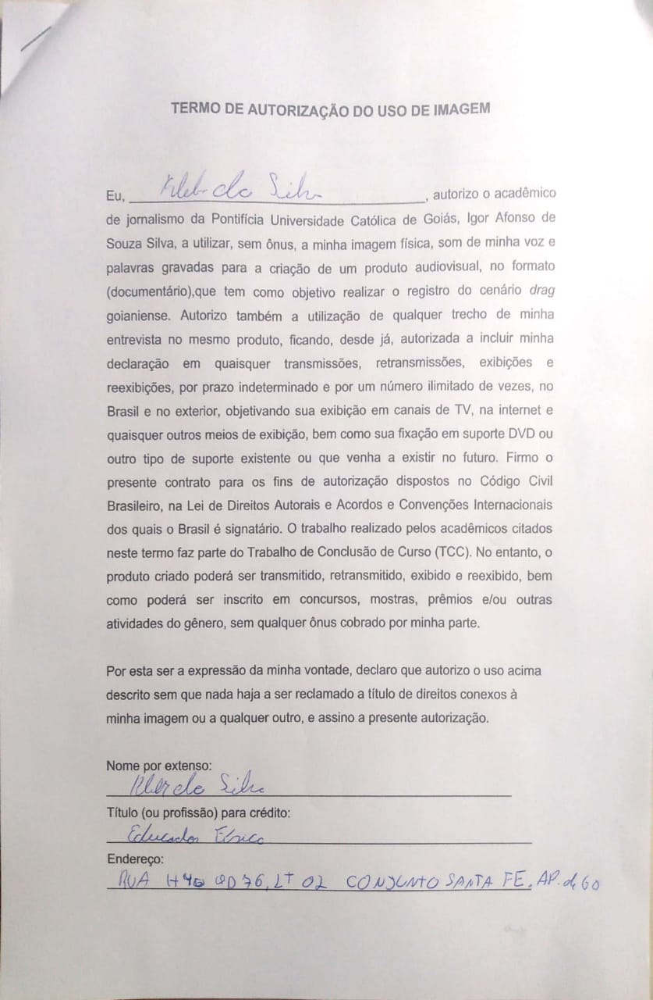 TERMO DE AUTORIZAÇÃO DO USO DE IMAGEM
Eu, Kleber da Silva, autorizo o acadêmico
de jornalismo da Pontifícia Universidade Católica de Goiás, Igor Afonso de
Souza Silva, a utilizar, sem ônus, a minha imagem física, som de minha voz e
palavras gravadas para a criação de um produto audiovisual, no formato
(documentário),que tem como objetivo realizar o registro do cenário drag
goianiense. Autorizo também a utilização de qualquer trecho de minha
entrevista no mesmo produto, ficando, desde já, autorizada a incluir minha
declaração em quaisquer transmissões, retransmissões, exibições e
reexibições, por prazo indeterminado e por um número ilimitado de vezes, no
Brasil e no exterior, objetivando sua exibição em canais de TV, na internet e
quaisquer outros meios de exibição, bem como sua fixação em suporte DVD ou
outro tipo de suporte existente ou que venha a existir no futuro. Firmo o
presente contrato para os fins de autorização dispostos no Código Civil
Brasileiro, na Lei de Direitos Autorais e Acordos e Convenções Internacionais
dos quais o Brasil é signatário. O trabalho realizado pelos acadêmicos citados
neste termo faz parte do Trabalho de Conclusão de Curso (TCC). No entanto, o
produto criado poderá ser transmitido, retransmitido, exibido e reexibido, bem
como poderá ser inscrito em concursos, mostras, prêmios e/ou outras
atividades do gênero, sem qualquer ônus cobrado por minha parte.
Por esta ser a expressão da minha vontade, declaro que autorizo o uso acima
descrito sem que nada haja a ser reclamado a título de direitos conexos à
minha imagem ou a qualquer outro, e assino a presente autorização.
Nome por extenso:
Kleber da Silva
Título (ou profissão) para crédito:
Educador Físico
Endereço:
RUA QD 76, LT 02 CONJUNTO SANTA FE. AP. de GO